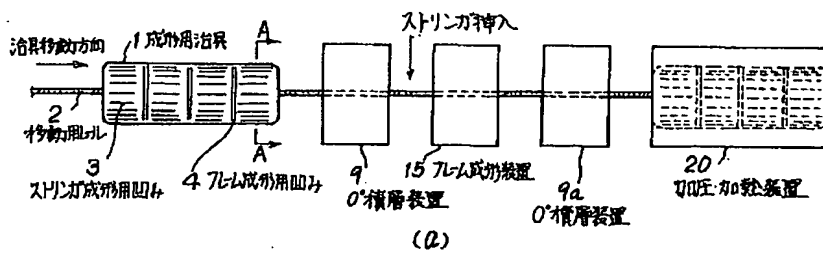 治具移動方向
1 成形用治具
A
ストリンガ挿入
2
移動用レール
3
ストリンガ成形用凹み
A
4 フレーム成形用凹み
9
0°積層装置
15 フレーム成形装置
9a
0°積層装置
20
加圧・加熱装置
(a)